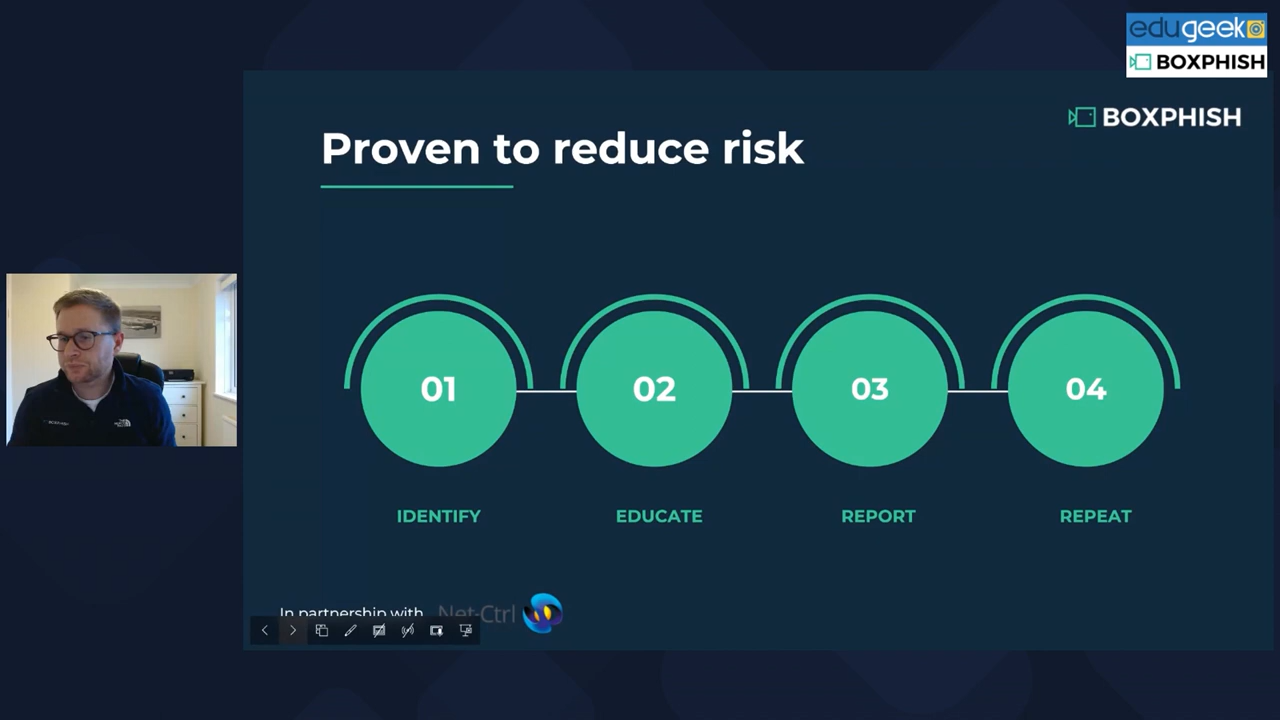 edugeek
BOXPHISH
BOXPHISH
Proven to reduce risk
01
02
03
04
IDENTIFY
EDUCATE
REPORT
REPEAT
In partnership with
Net-Ctrl